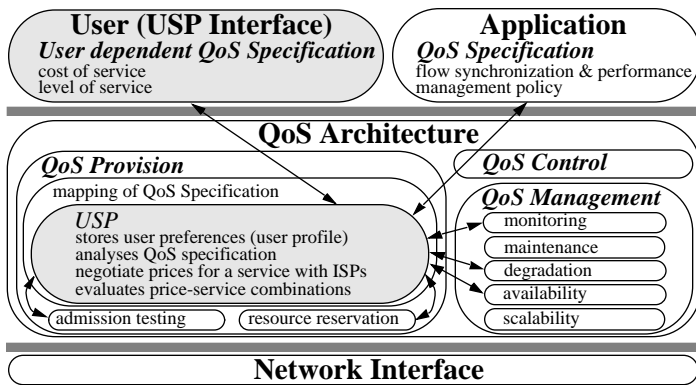 User (USP Interface)
User dependent QoS Specification
cost of service
level of service
Application
QoS Specification
flow synchronization & performance
management policy
QoS Architecture
QoS Provision
mapping of QoS Specification
USP
stores user preferences (user profile)
analyses QoS specification
negotiate prices for a service with ISPs
evaluates price-service combinations
admission testing
resource reservation
QoS Control
QoS Management
monitoring
maintenance
degradation
availability
scalability
Network Interface